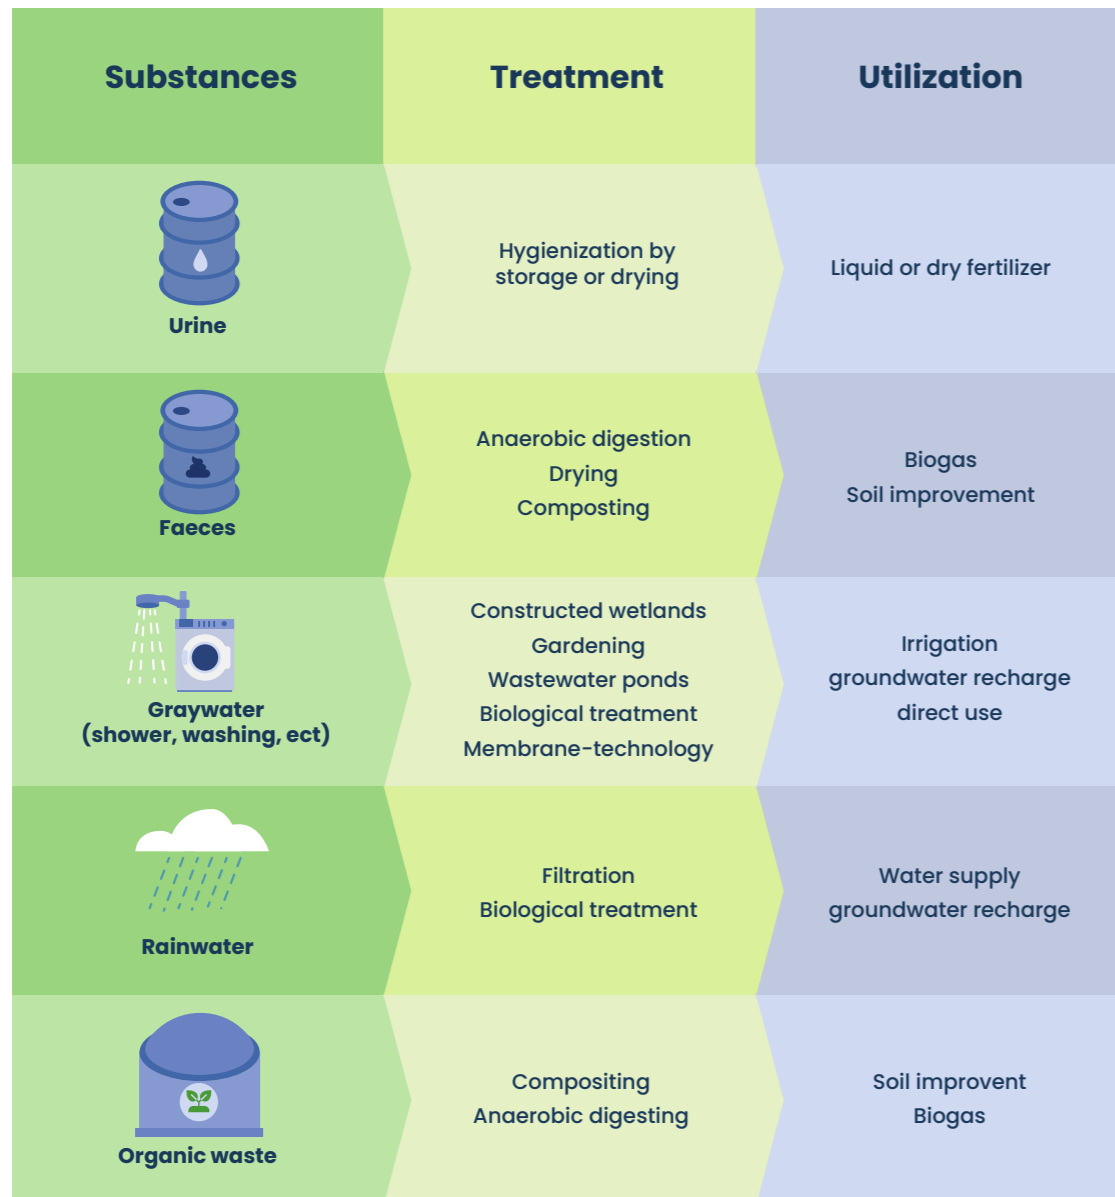 Substances
Treatment
Utilization
Urine
Hygienization by
storage or drying
Liquid or dry fertilizer
Faeces
Anaerobic digestion
Drying
Composting
Biogas
Soil improvement
Graywater
(shower, washing, ect)
Constructed wetlands
Gardening
Wastewater ponds
Biological treatment
Membrane-technology
Irrigation
groundwater recharge
direct use
Rainwater
Filtration
Biological treatment
Water supply
groundwater recharge
Organic waste
Compositing
Anaerobic digesting
Soil improvent
Biogas